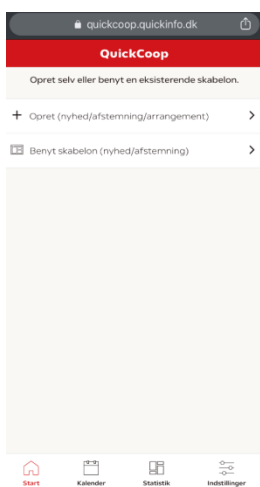 quickcoop.quickinfo.dk
QuickCoop
Opret selv eller benyt en eksisterende skabelon.
Opret (nyhed/afstemning/arrangement)
Benyt skabelon (nyhed/afstemning)
Start Kalender Statistik Indstillinger